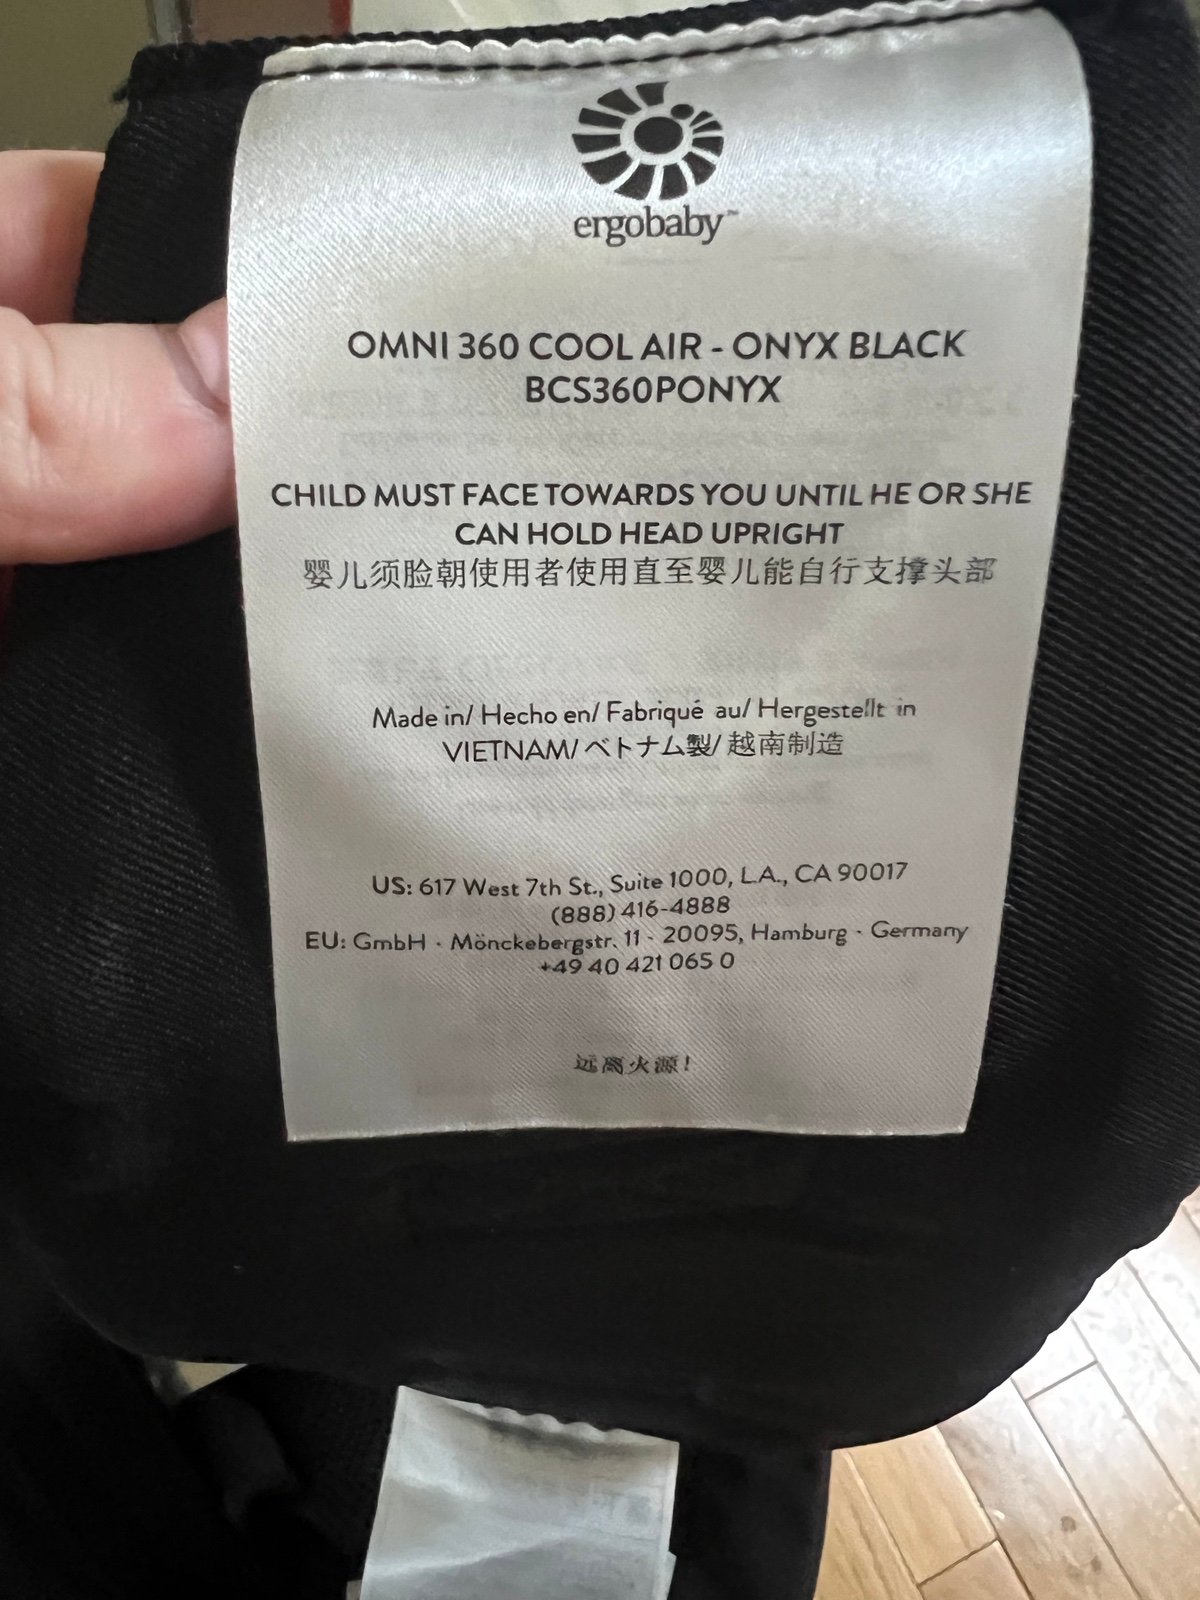 ergobaby™
OMNI 360 COOL AIR - ONYX BLACK
BCS360PONYX
CHILD MUST FACE TOWARDS YOU UNTIL HE OR SHE
CAN HOLD HEAD UPRIGHT
婴儿须脸朝使用者使用直至婴儿能自行支撑头部
Made in/ Hecho en/ Fabriqué au/ Hergestellt in
VIETNAM/ベトナム製/ 越南制造
US: 617 West 7th St., Suite 1000, L.A., CA 90017
(888) 416-4888
EU: GmbH · Mönckebergstr. 11 - 20095, Hamburg · Germany
+49 40 421 065 0
远离火源!